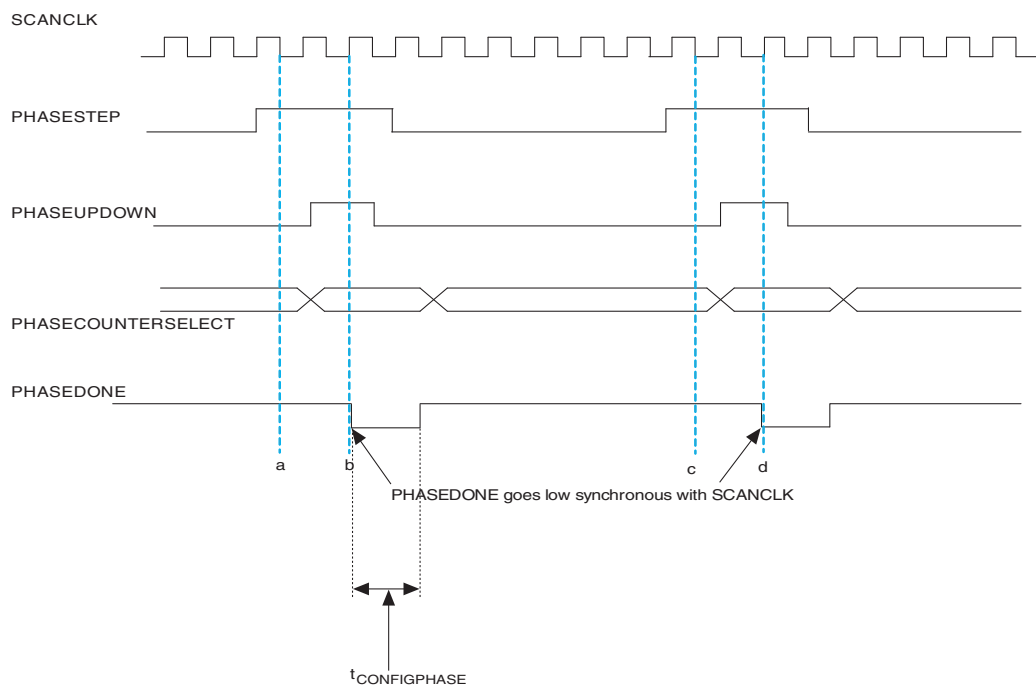 SCANCLK
PHASESTEP
PHASEUPDOWN
PHASECOUNTERSELECT
PHASEDONE
a b c d
PHASEDONE goes low synchronous with SCANCLK
tCONFIGPHASE